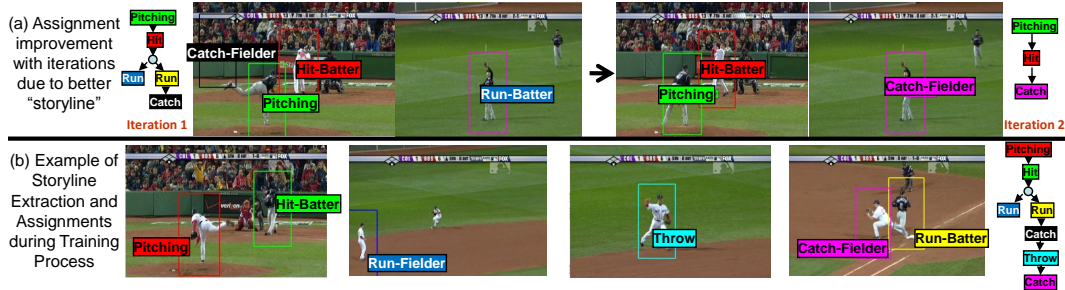 (a) Assignment
improvement
with iterations
due to better
“storyline”
Pitching
Hit
Run
Run
Catch
Iteration 1
Catch-Fielder
Hit-Batter
Pitching
Run-Batter
Hit-Batter
Pitching
Catch-Fielder
Pitching
Hit
Catch
Iteration 2
(b) Example of
Storyline
Extraction and
Assignments
during Training
Process
Hit-Batter
Pitching
Run-Fielder
Throw
Catch-Fielder
Run-Batter
Pitching
Hit
Run
Run
Catch
Throw
Catch